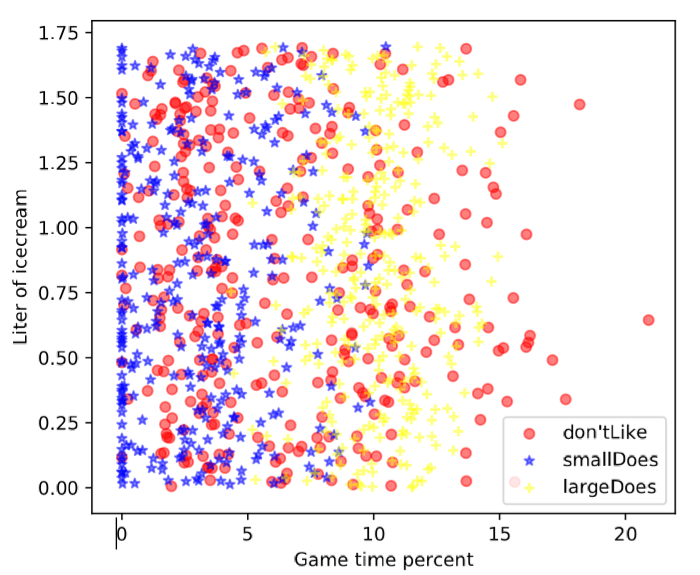 1.75
1.50
1.25
1.00
0.75
0.50
0.25
0.00
Liter of icecream
don'tLike
smallDoes
largeDoes
0 5 10 15 20
Game time percent